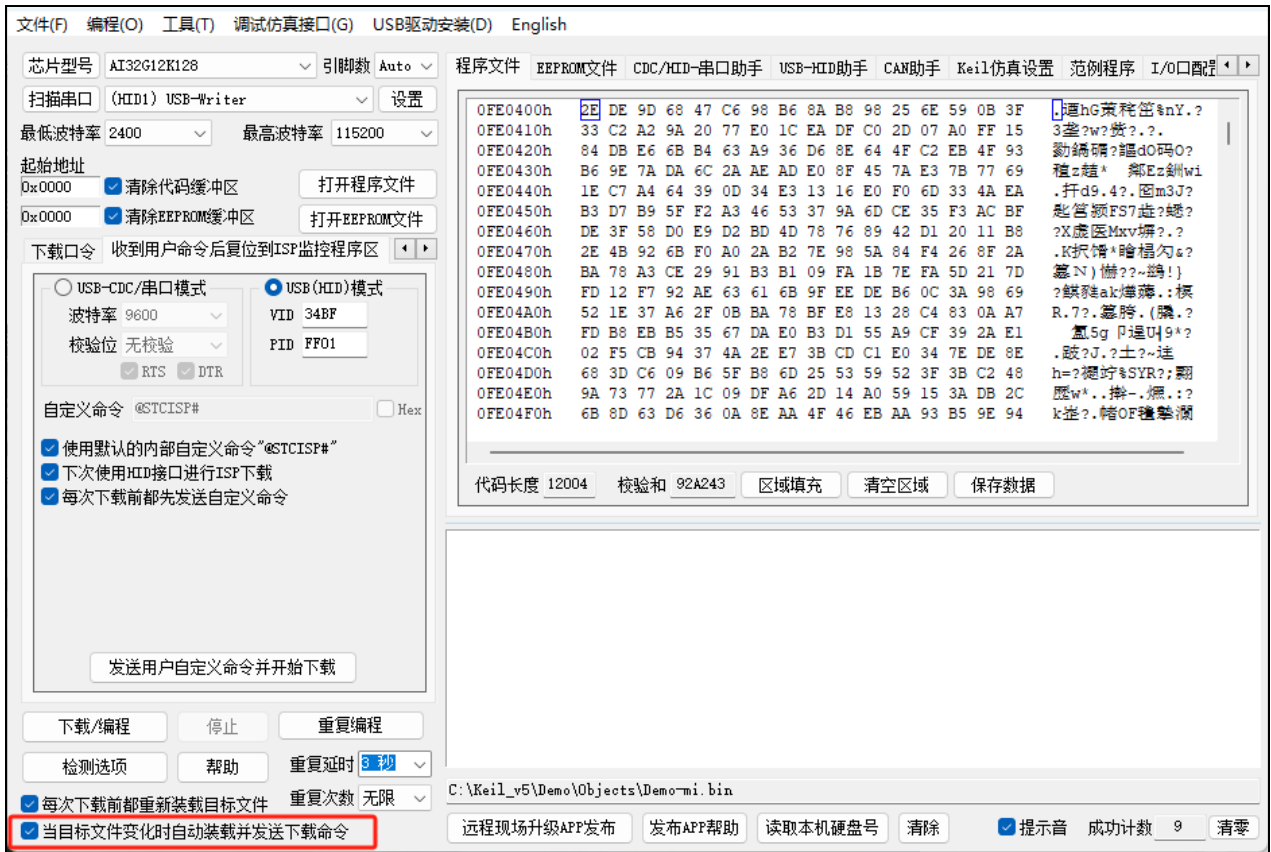 文件(F) 编程(O) 工具(T) 调试仿真接口(G) USB驱动安装(D) English
芯片型号 AI32G12K128 引脚数 Auto
扫描串口 (HID1) USB-Writer 设置
最低波特率 2400 最高波特率 115200
起始地址
0x0000 清除代码缓冲区 打开程序文件
0x0000 清除EEPROM缓冲区 打开EEPROM文件
下载口令 收到用户命令后复位到ISP监控程序区
USB-CDC/串口模式 USB(HID)模式
波特率 9600 VID 34BF
校验位 无校验 PID FF01
RTS DTR
自定义命令 @STCISP# Hex
使用默认的内部自定义命令"@STCISP#"
下次使用HID接口进行ISP下载
每次下载前都先发送自定义命令
发送用户自定义命令并开始下载
下载/编程 停止 重复编程
检测选项 帮助 重复延时 3 秒
每次下载前都重新装载目标文件 重复次数 无限
当目标文件变化时自动装载并发送下载命令
程序文件 EEPROM文件 CDC/HID-串口助手 USB-HID助手 CAN助手 Keil仿真设置 范例程序 I/O口配
0FE0400h 2E DE 9D 68 47 C6 98 B6 8A B8 98 25 6E 59 0B 3F
0FE0410h 33 C2 A2 9A 20 77 E0 1C EA DF C0 2D 07 A0 FF 15
0FE0420h 84 DB E6 6B B4 63 A9 36 D6 8E 64 4F C2 EB 4F 93
0FE0430h B6 9E 7A DA 6C 2A AE AD E0 8F 45 7A E3 7B 77 69
0FE0440h 1E C7 A4 64 39 0D 34 E3 13 16 E0 F0 6D 33 4A EA
0FE0450h B3 D7 B9 5F F2 A3 46 53 37 9A 6D CE 35 F3 AC BF
0FE0460h DE 3F 58 D0 E9 D2 BD 4D 78 76 89 42 D1 20 11 B8
0FE0470h 2E 4B 92 6B F0 A0 2A B2 7E 98 5A 84 F4 26 8F 2A
0FE0480h BA 78 A3 CE 29 91 B3 B1 09 FA 1B 7E FA 5D 21 7D
0FE0490h FD 12 F7 92 AE 63 61 6B 9F EE DE B6 0C 3A 98 69
0FE04A0h 52 1E 37 A6 2F 0B BA 78 BF E8 13 28 C4 83 0A A7
0FE04B0h FD B8 EB B5 35 67 DA E0 B3 D1 55 A9 CF 39 2A E1
0FE04C0h 02 F5 CB 94 37 4A 2E E7 3B CD C1 E0 34 7E DE 8E
0FE04D0h 68 3D C6 09 B6 5F B8 6D 25 53 59 52 3F 3B C2 48
0FE04E0h 9A 73 77 2A 1C 09 DF A6 2D 14 A0 59 15 3A DB 2C
0FE04F0h 6B 8D 63 D6 36 0A 8E AA 4F 46 EB AA 93 B5 9E 94
代码长度 12004 校验和 92A243 区域填充 清空区域 保存数据
C:\Keil_v5\Demo\Objects\Demo-mi.bin
远程现场升级APP发布 发布APP帮助 读取本机硬盘号 清除 提示音 成功计数 9 清零